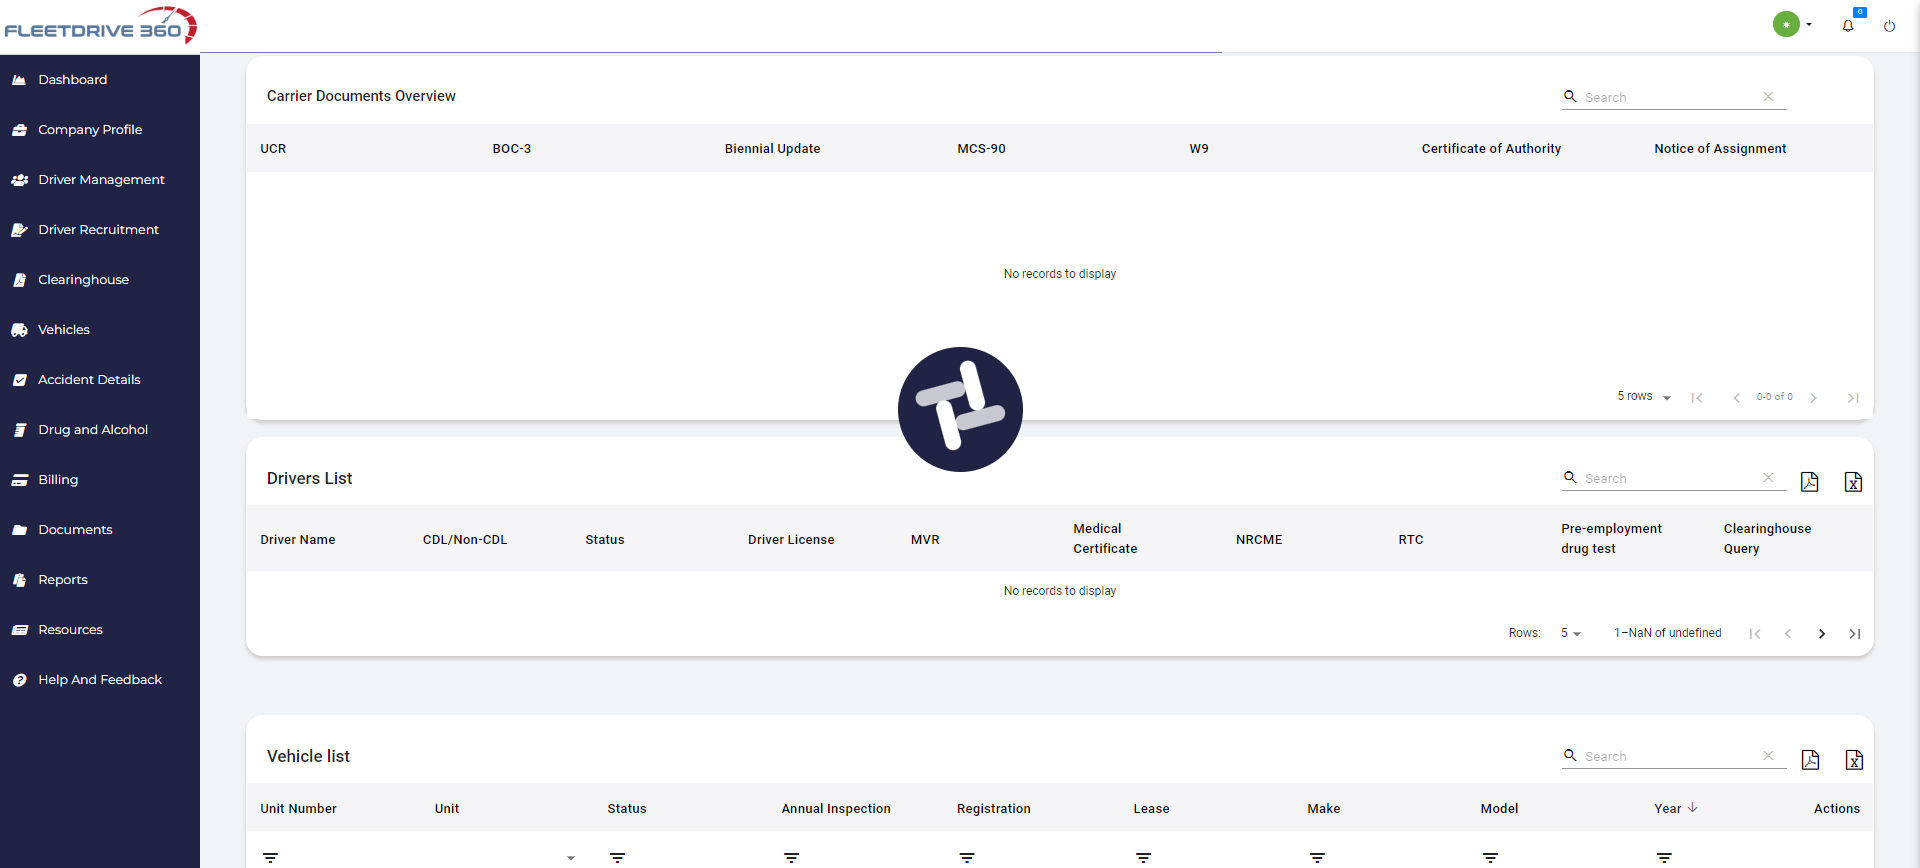 FLEETDRIVE 360
0
Dashboard
Company Profile
Driver Management
Driver Recruitment
Clearinghouse
Vehicles
Accident Details
Drug and Alcohol
Billing
Documents
Reports
Resources
Help And Feedback
Carrier Documents Overview
Search
UCR BOC-3 Biennial Update MCS-90 W9 Certificate of Authority Notice of Assignment
No records to display
5 rows 0-0 of 0
Drivers List
Search
Driver Name CDL/Non-CDL Status Driver License MVR Medical Certificate NRCME RTC Pre-employment drug test Clearinghouse Query
No records to display
Rows: 5 1–NaN of undefined
Vehicle list
Search
Unit Number Unit Status Annual Inspection Registration Lease Make Model Year Actions